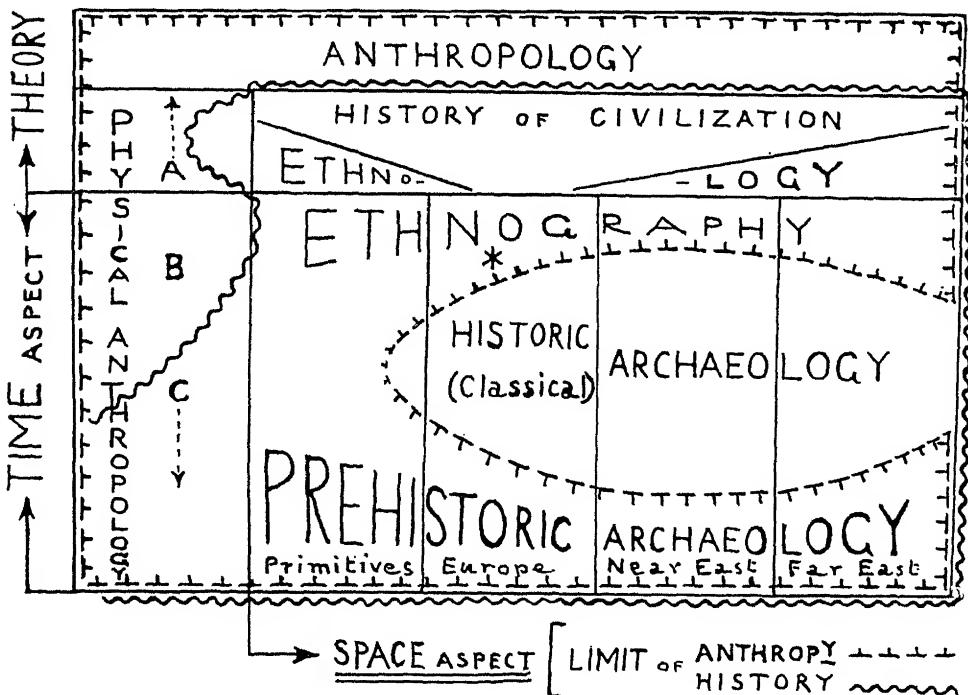 ANTHROPOLOGY
THEORY
HISTORY OF CIVILIZATION
PHYSICAL ANTHROPOLOGY
A
ETHNO-
-LOGY
ETHNOGRAPHY
*
B
TIME ASPECT
HISTORIC
(Classical)
ARCHAEOLOGY
C
PREHISTORIC ARCHAEOLOGY
Primitives Europe Near East Far East
SPACE ASPECT
LIMIT OF ANTHROPY
HISTORY